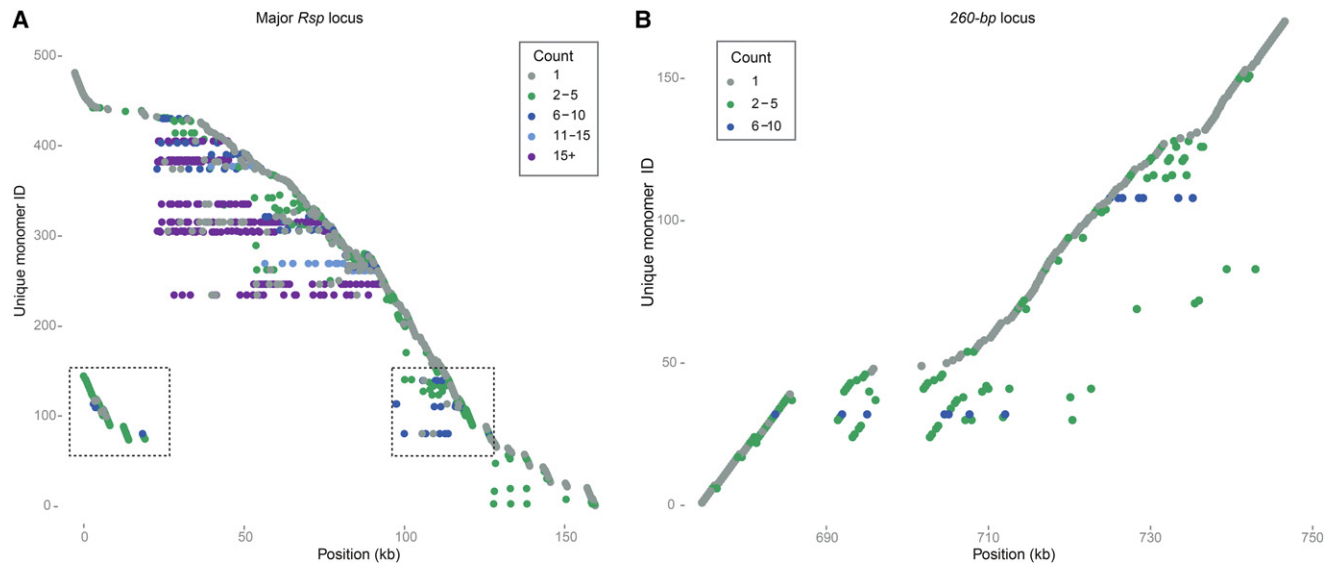 A
Major Rsp locus
Unique monomer ID
500-
400-
300-
200-
100-
0-
Count
1
2–5
6–10
11–15
15+
0
50
100
150
Position (kb)
B
260-bp locus
Unique monomer ID
150-
100-
50-
0-
Count
1
2–5
6–10
690
710
730
750
Position (kb)